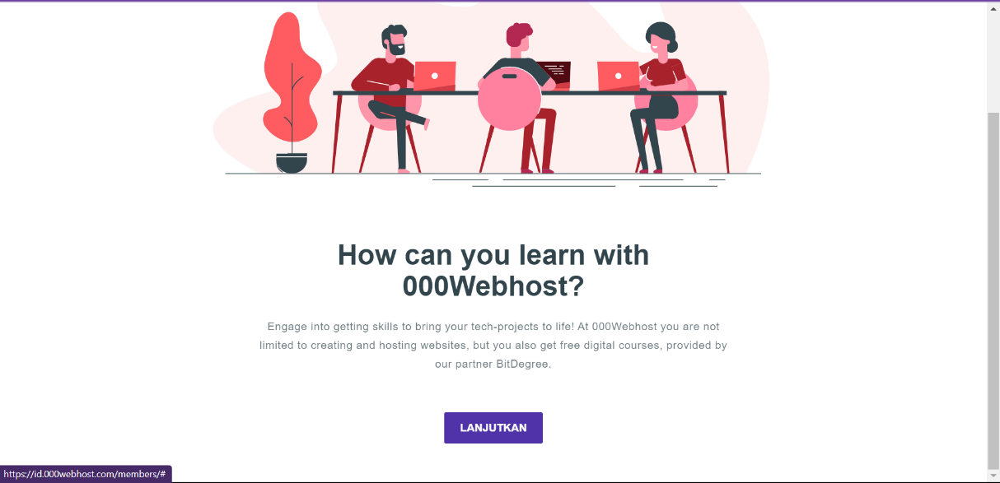 How can you learn with
000Webhost?
Engage into getting skills to bring your tech-projects to life! At 000Webhost you are not
limited to creating and hosting websites, but you also get free digital courses, provided by
our partner BitDegree.
LANJUTKAN
https://id.000webhost.com/members/#